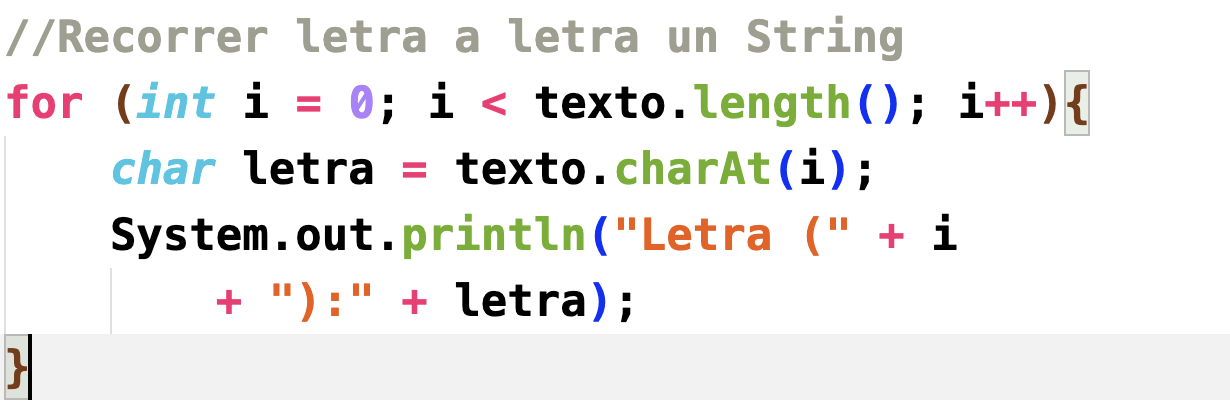 //Recorrer letra a letra un String
for (int i = 0; i < texto.length(); i++){
char letra = texto.charAt(i);
System.out.println("Letra (" + i
+ "):" + letra);
}